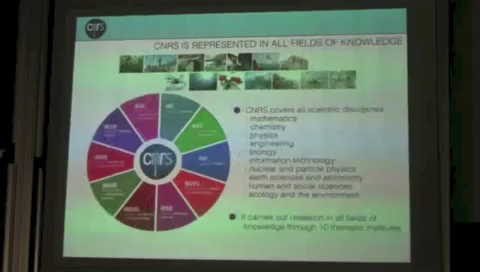 cnrs
CNRS IS REPRESENTED IN ALL FIELDS OF KNOWLEDGE
CNRS covers all scientific disciplines
mathematics
chemistry
physics
engineering
biology
information technology
nuclear and particle physics
earth sciences and astronomy
human and social sciences
ecology and the environment
It carries out research in all fields of
Knowledge through 10 thematic institutes
cnrs